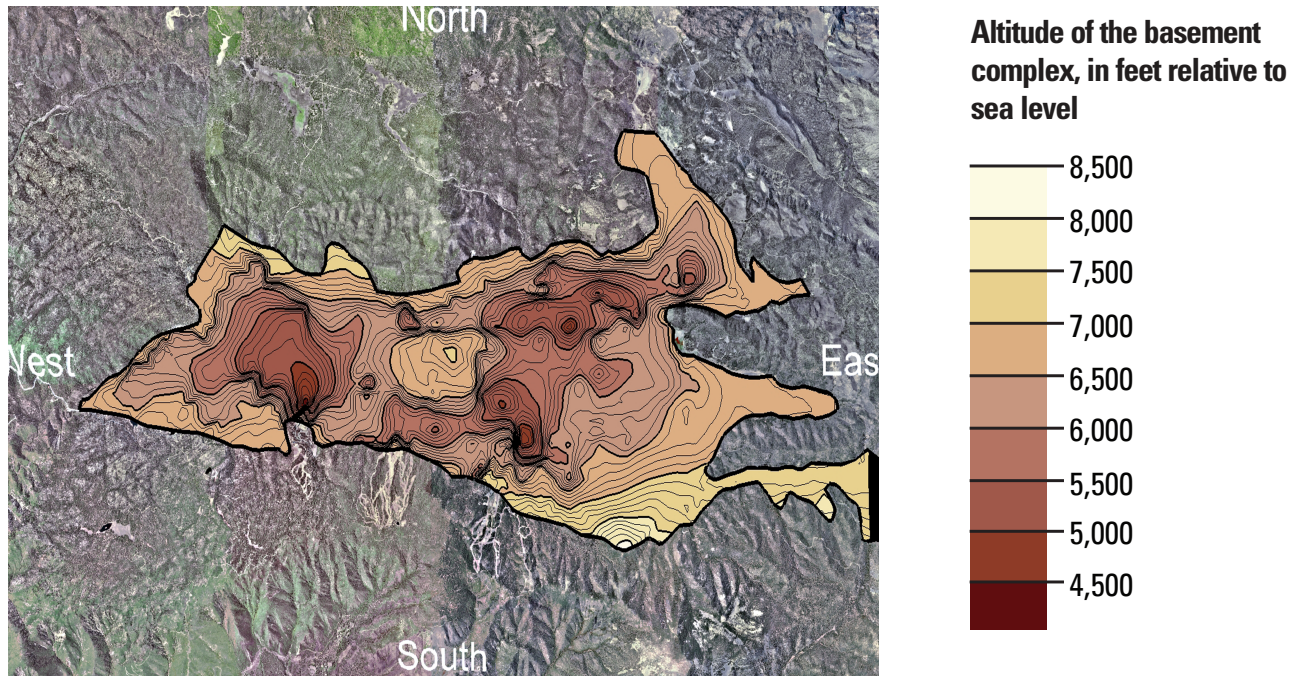 North
West
East
South
Altitude of the basement
complex, in feet relative to
sea level
8,500
8,000
7,500
7,000
6,500
6,000
5,500
5,000
4,500